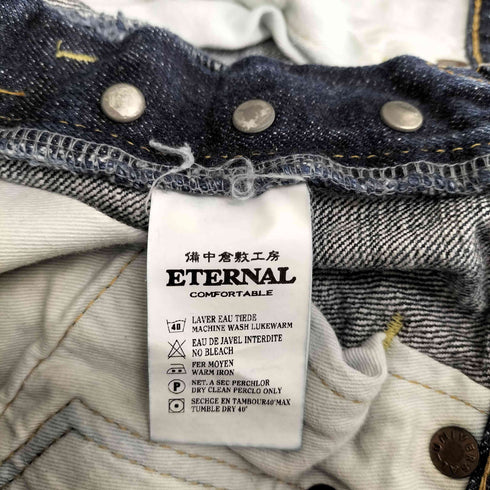 備中倉敷工房
ETERNAL
COMFORTABLE
40
LAVER EAU TIEDE
MACHINE WASH LUKEWARM
EAU DE JAVEL INTERDITE
NO BLEACH
FER MOYEN
WARM IRON
P
NET. A SEC PERCHLOR
DRY CLEAN PERCLO ONLY
SECHGE EN TAMBOUR40°MAX
TUMBLE DRY 40°
UNIVERSAL